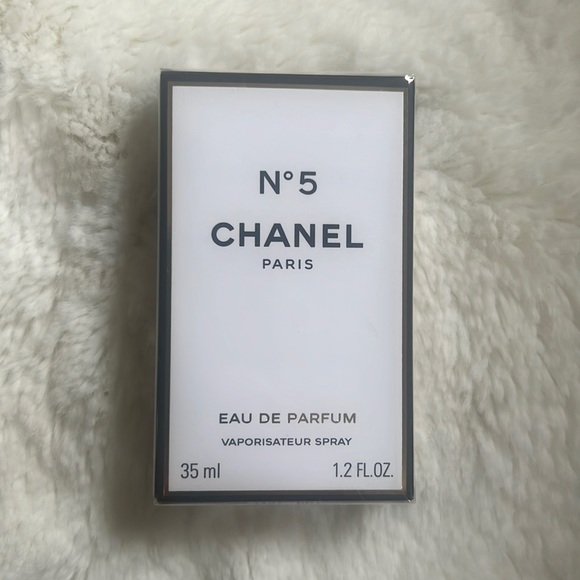 N°5
CHANEL
PARIS
EAU DE PARFUM
VAPORISATEUR SPRAY
35 ml 1.2 FL.OZ.